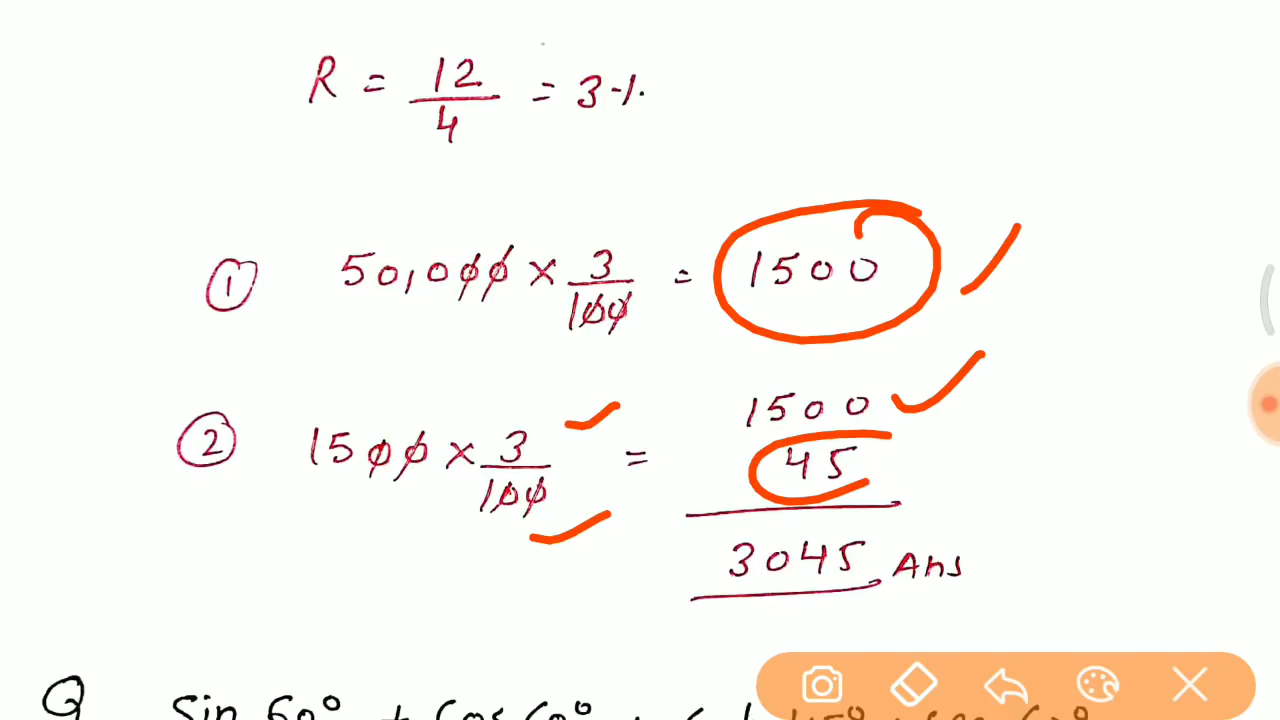 R = 12/4 = 3%
① 50,000 × 3/100 = 1500
1500
② 1500 × 3/100 = 45
3045 Ans
Q Sin 60° + Cos 60°